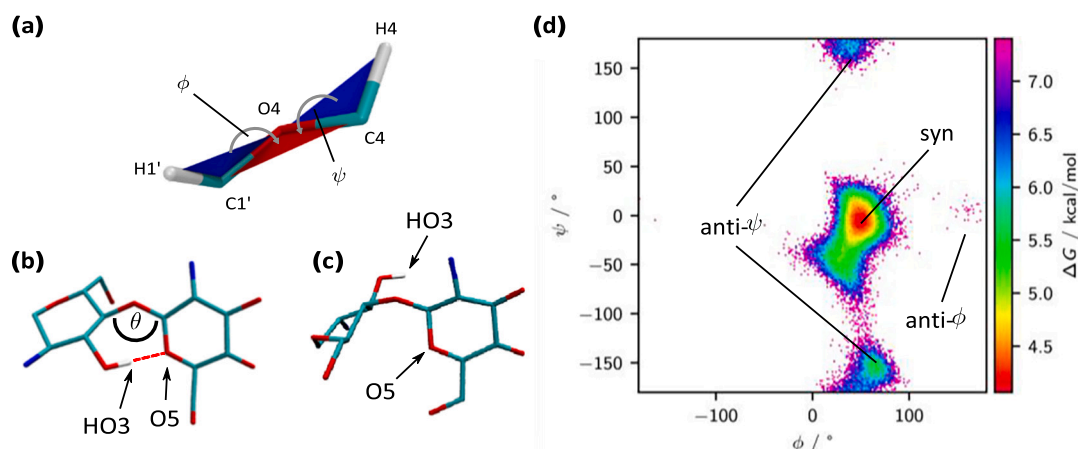 (a)
H4
ϕ
O4
C4
H1'
ψ
C1'
(b)
θ
HO3
O5
(c)
HO3
O5
(d)
150
100
50
0
−50
−100
−150
ψ / °
−100
0
100
ϕ / °
syn
anti-ψ
anti-ϕ
7.0
6.5
6.0
5.5
5.0
4.5
ΔG / kcal/mol